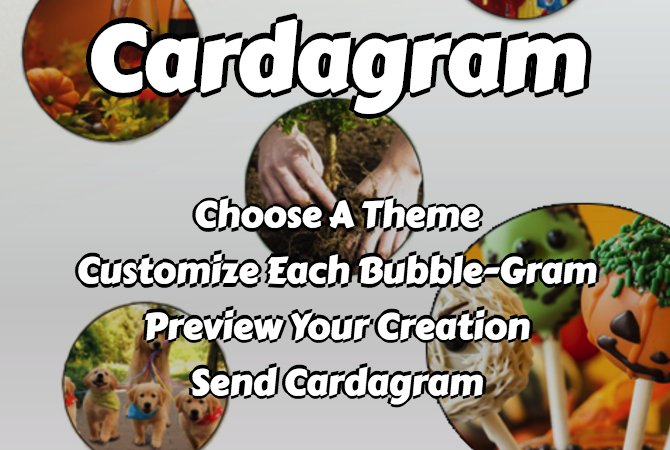 Cardagram
Choose A Theme
Customize Each Bubble-Gram
Preview Your Creation
Send Cardagram